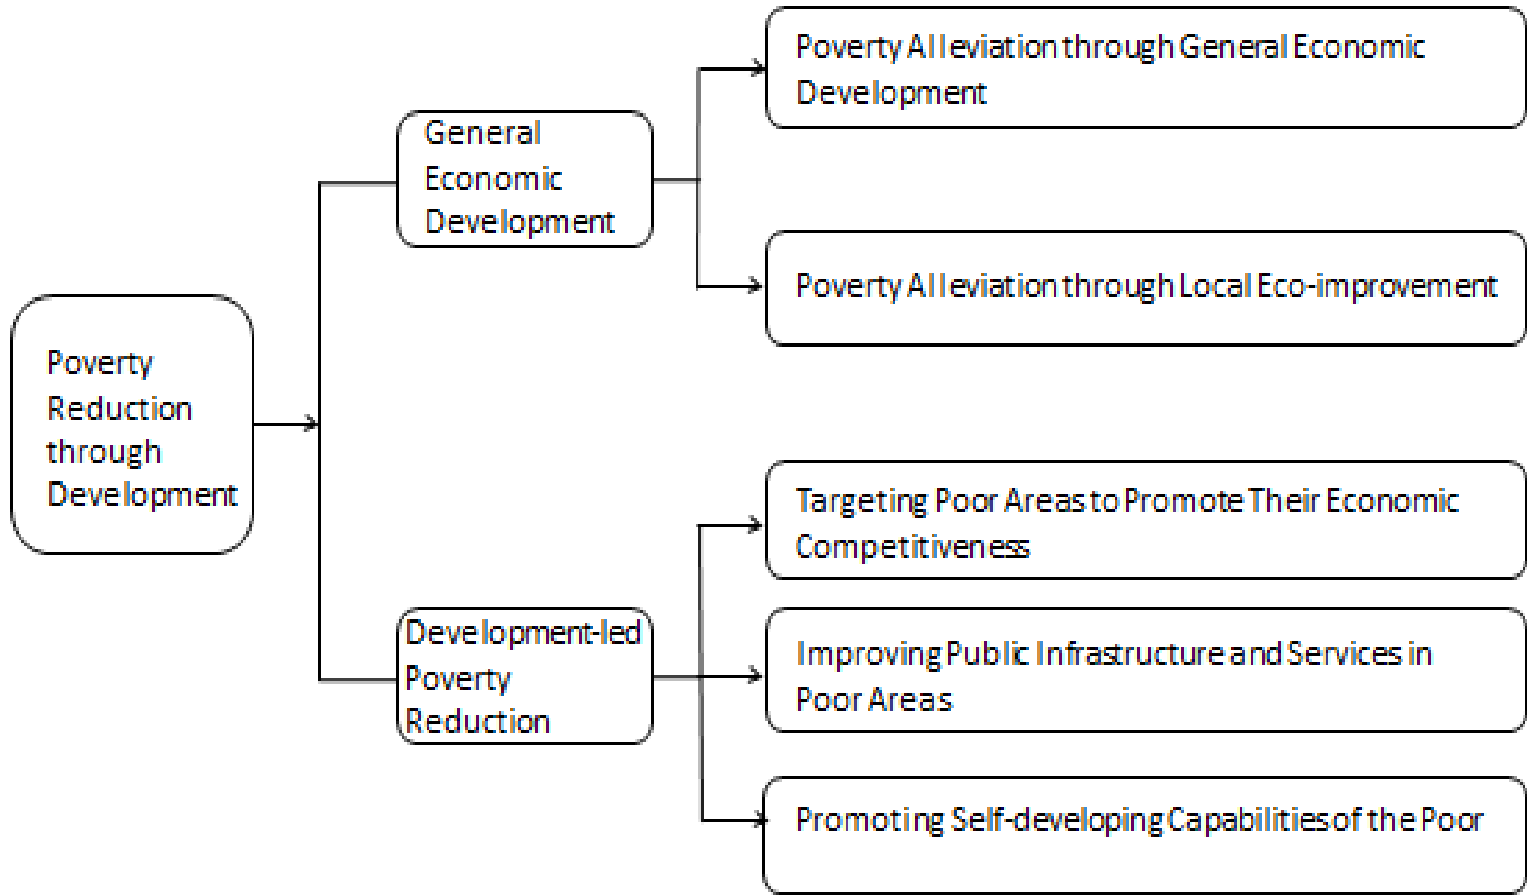 Poverty Alleviation through General Economic
Development
General
Economic
Development
Poverty Alleviation through Local Eco-improvement
Poverty
Reduction
through
Development
Targeting Poor Areas to Promote Their Economic
Competitiveness
Development-led
Poverty
Reduction
Improving Public Infrastructure and Services in
Poor Areas
Promoting Self-developing Capabilities of the Poor